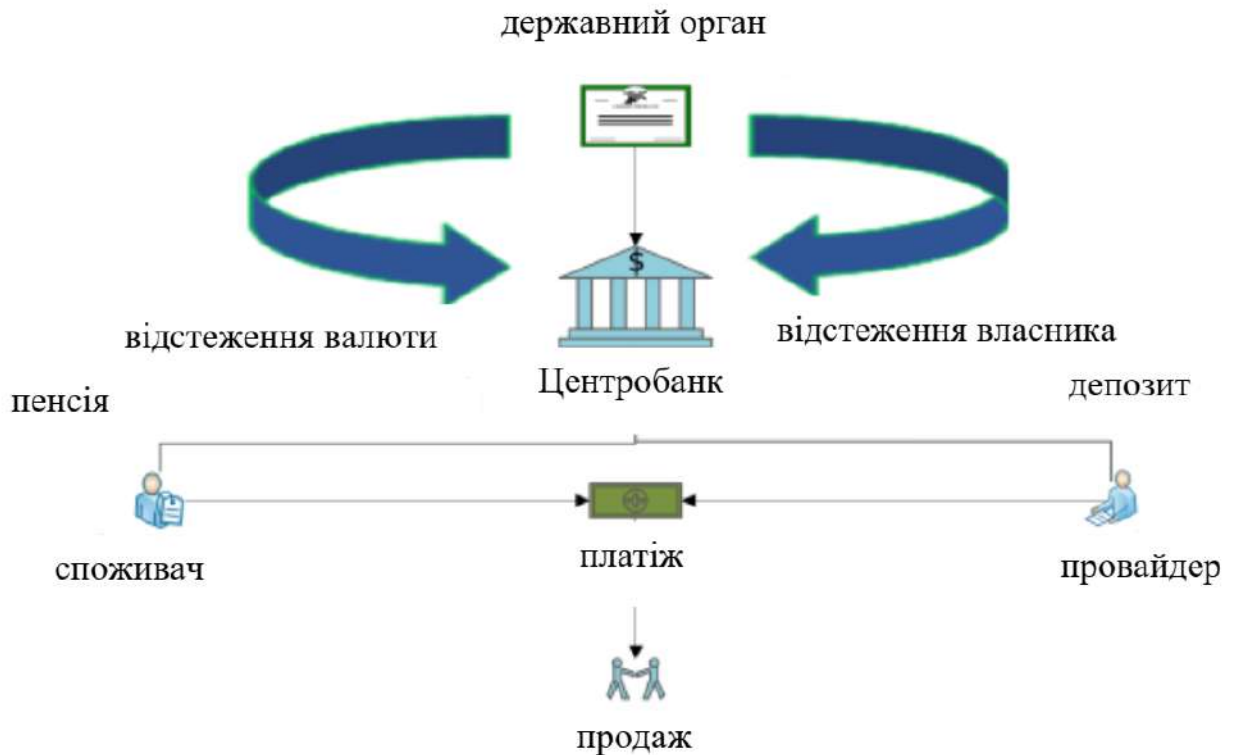 державний орган
$
відстеження валюти
відстеження власника
Центробанк
пенсія
депозит
споживач
платіж
провайдер
продаж